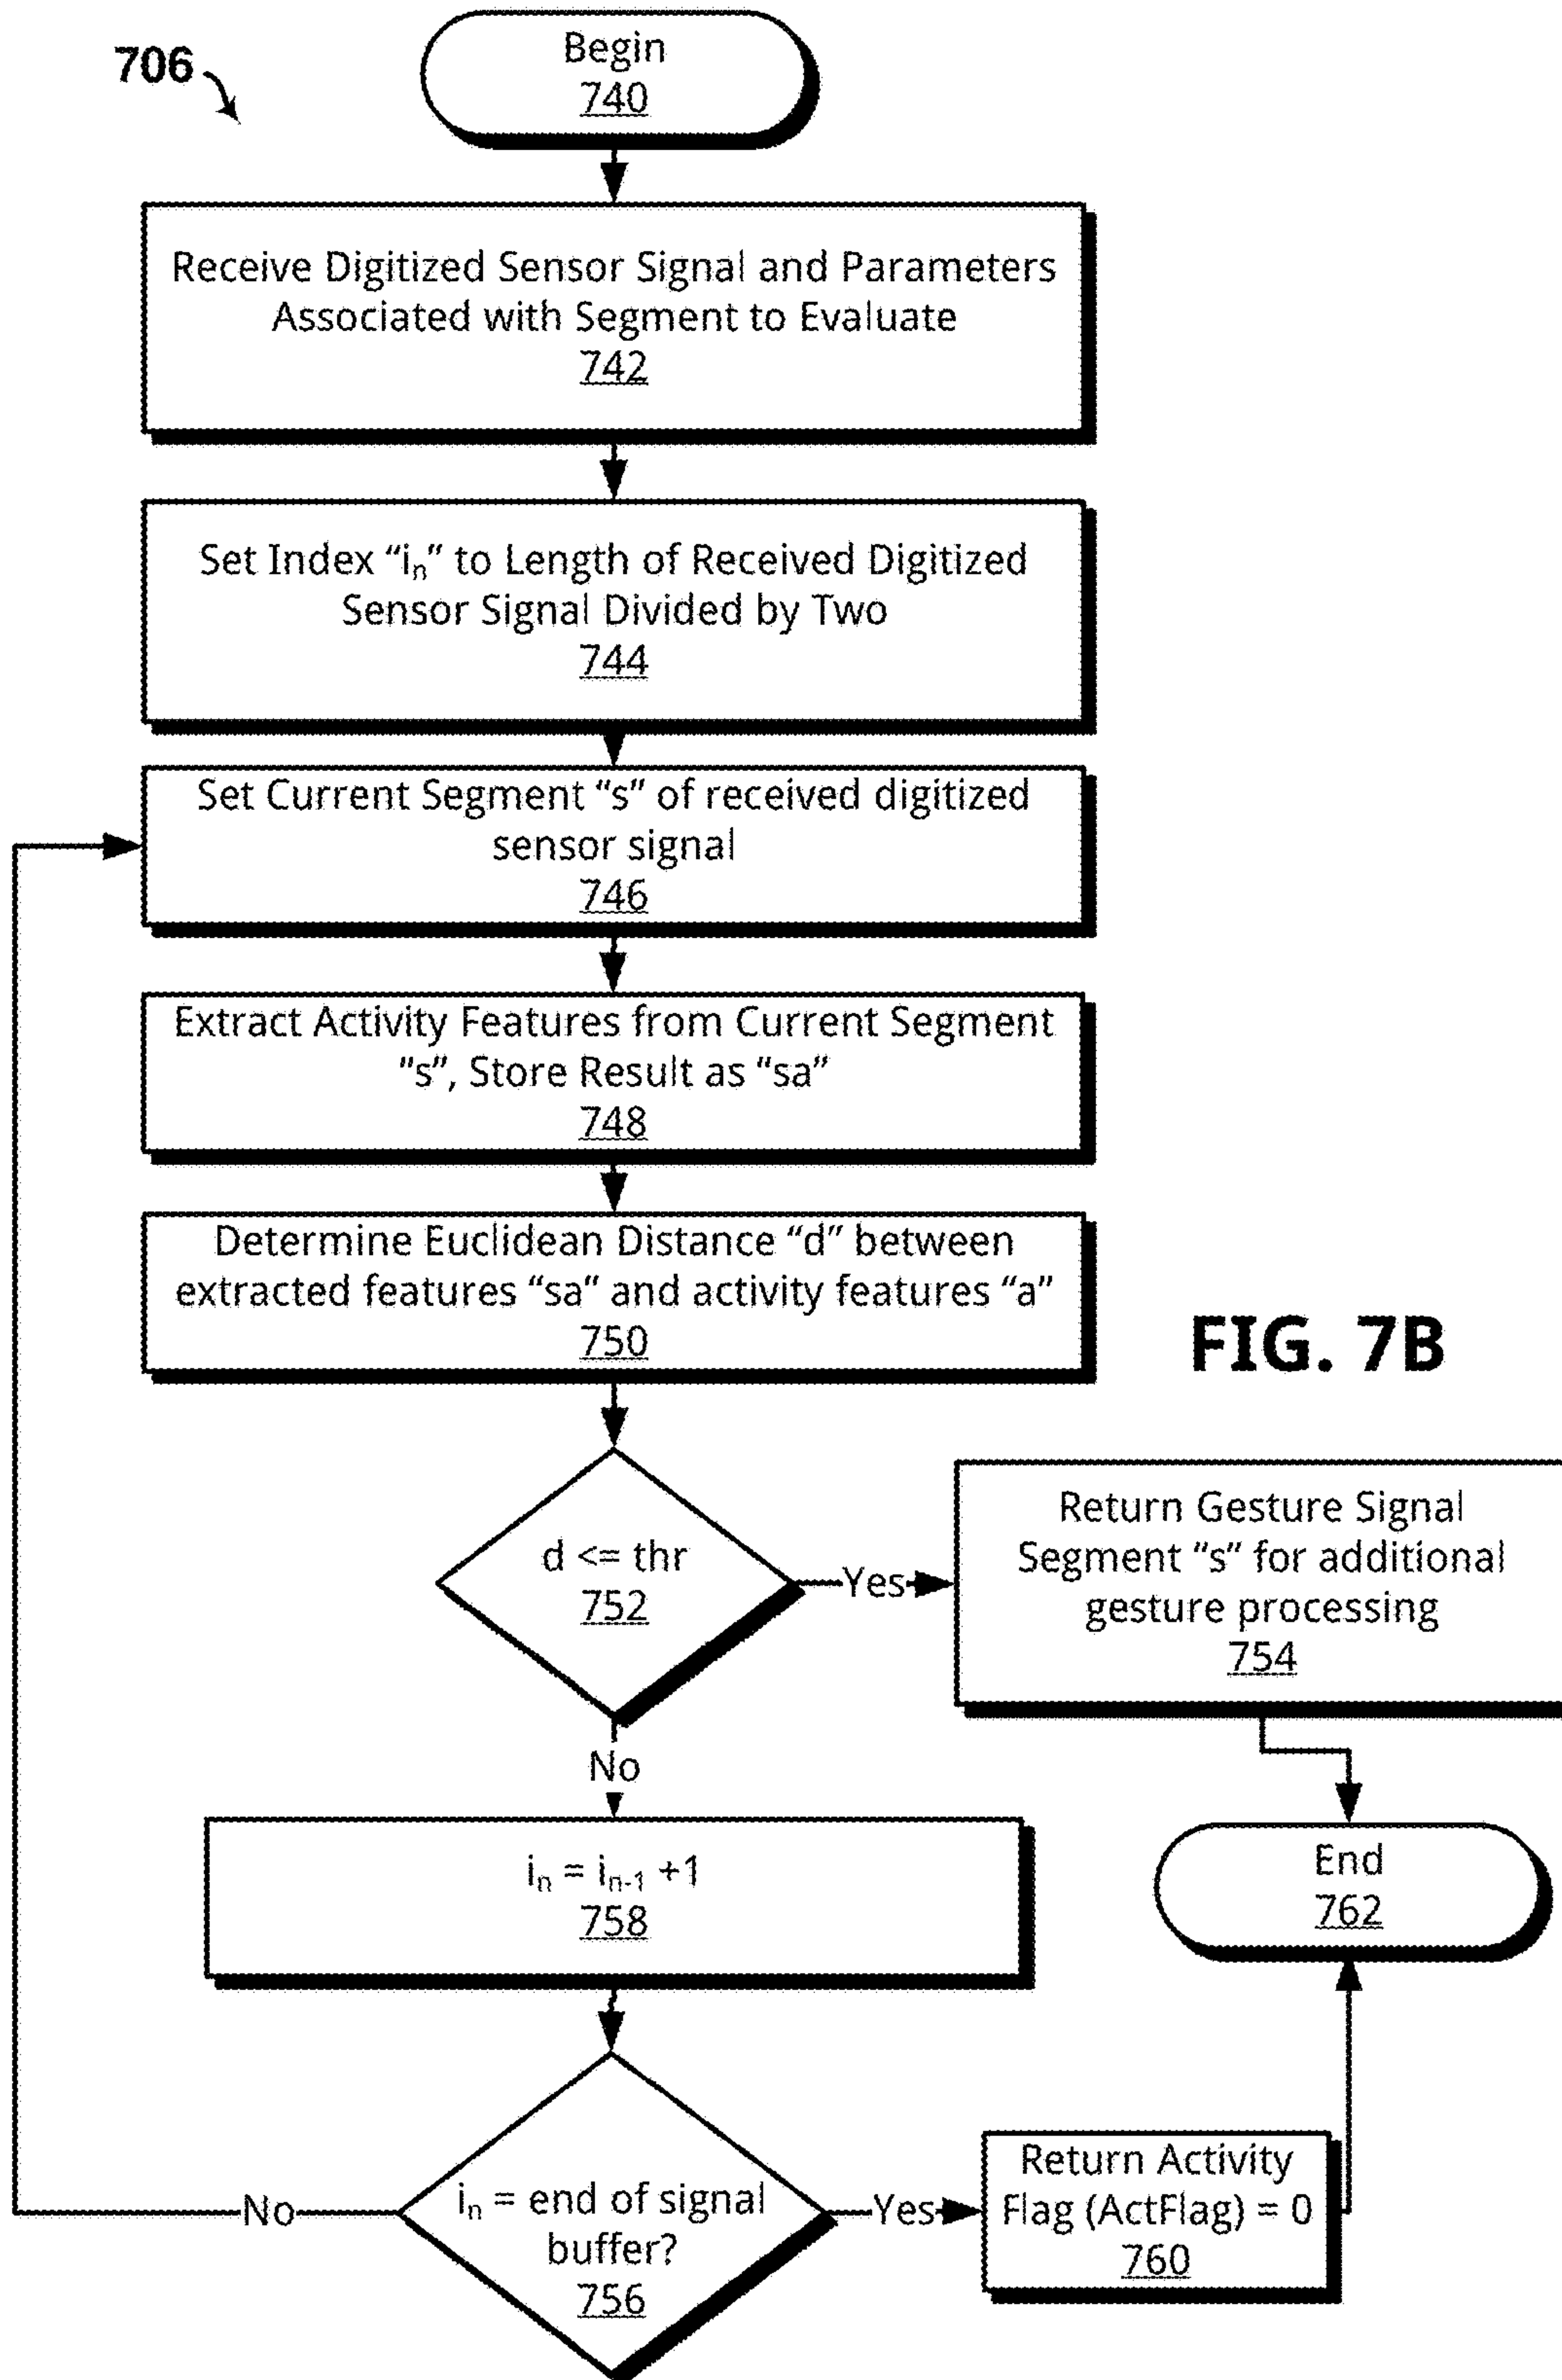 706
Begin
740
Receive Digitized Sensor Signal and Parameters
Associated with Segment to Evaluate
742
Set Index “iₙ” to Length of Received Digitized
Sensor Signal Divided by Two
744
Set Current Segment “s” of received digitized
sensor signal
746
Extract Activity Features from Current Segment
“s”, Store Result as “sa”
748
Determine Euclidean Distance “d” between
extracted features “sa” and activity features “a”
750
FIG. 7B
d <= thr
752
Yes
Return Gesture Signal
Segment “s” for additional
gesture processing
754
No
iₙ = iₙ₋₁ +1
758
End
762
iₙ = end of signal
buffer?
756
No
Yes
Return Activity
Flag (ActFlag) = 0
760